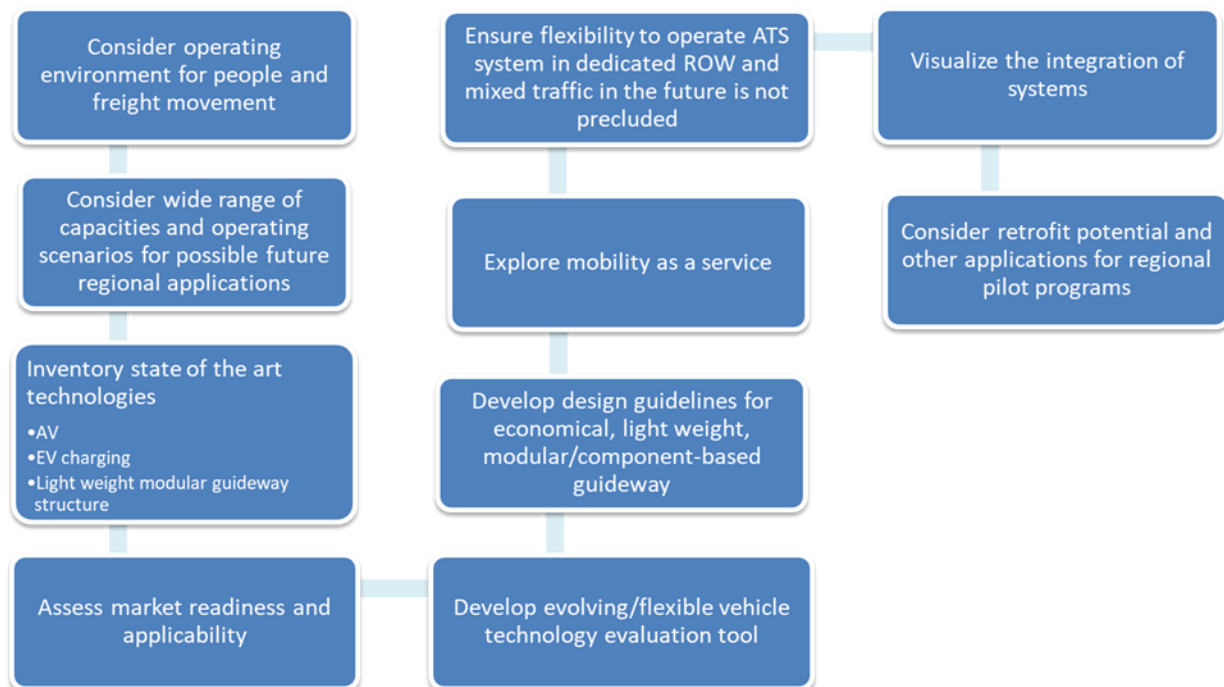 Consider operating
environment for people and
freight movement
Consider wide range of
capacities and operating
scenarios for possible future
regional applications
Inventory state of the art
technologies
•AV
•EV charging
•Light weight modular guideway
structure
Assess market readiness and
applicability
Develop evolving/flexible vehicle
technology evaluation tool
Develop design guidelines for
economical, light weight,
modular/component-based
guideway
Explore mobility as a service
Ensure flexibility to operate ATS
system in dedicated ROW and
mixed traffic in the future is not
precluded
Visualize the integration of
systems
Consider retrofit potential and
other applications for regional
pilot programs